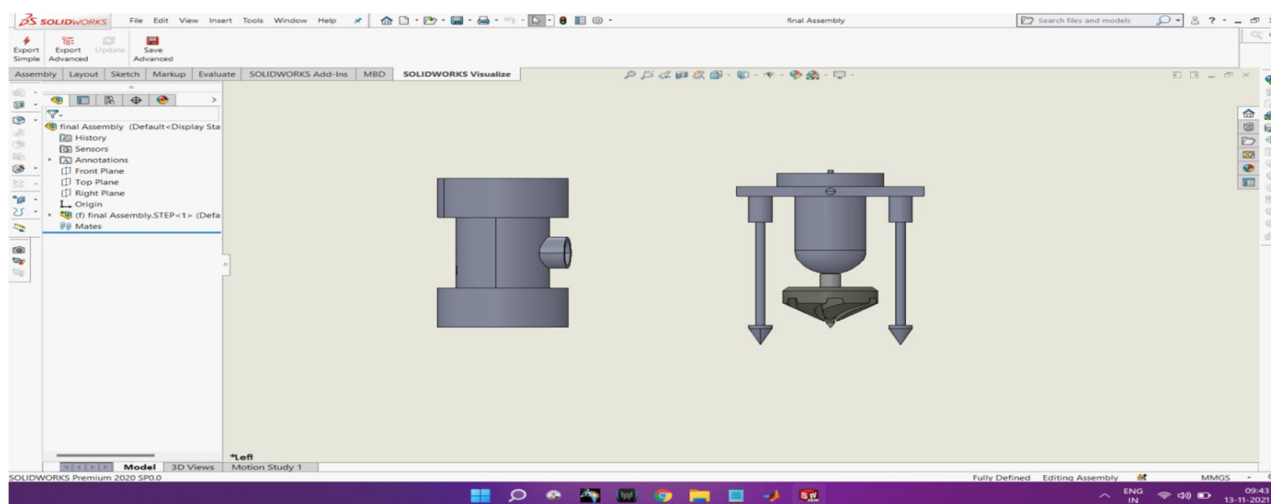 SOLIDWORKS File Edit View Insert Tools Window Help final Assembly Search files and models ?
Export Simple Export Advanced Update Save Advanced
Assembly Layout Sketch Markup Evaluate SOLIDWORKS Add-Ins MBD SOLIDWORKS Visualize
final Assembly (Default<Display Sta
History
Sensors
Annotations
Front Plane
Top Plane
Right Plane
Origin
(f) final Assembly.STEP<1> (Defa
Mates
*Left
Model 3D Views Motion Study 1
SOLIDWORKS Premium 2020 SP0.0 Fully Defined Editing Assembly MMGS
ENG 09:43
IN 13-11-2021